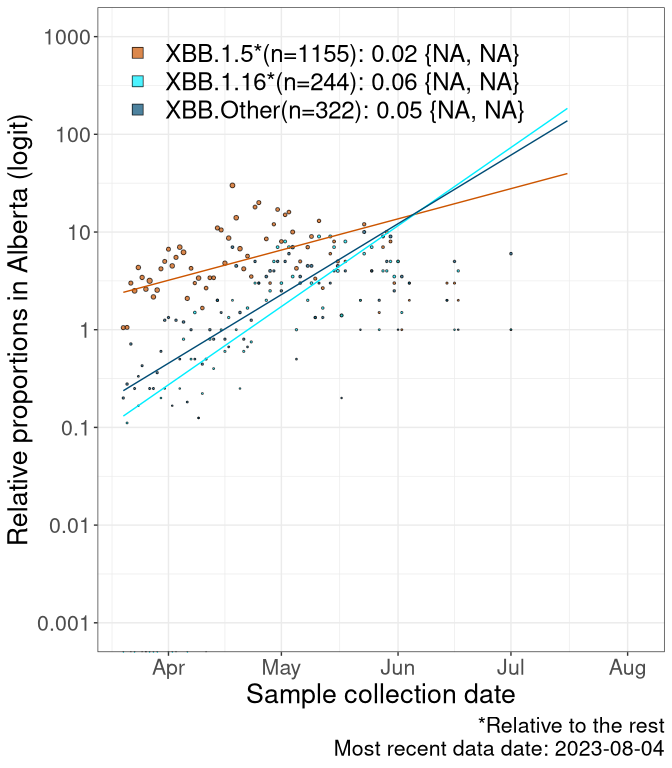 XBB.1.5*(n=1155): 0.02 {NA, NA}
XBB.1.16*(n=244): 0.06 {NA, NA}
XBB.Other(n=322): 0.05 {NA, NA}
Relative proportions in Alberta (logit)
1000
100
10
1
0.1
0.01
0.001
Apr May Jun Jul Aug
Sample collection date
*Relative to the rest
Most recent data date: 2023-08-04